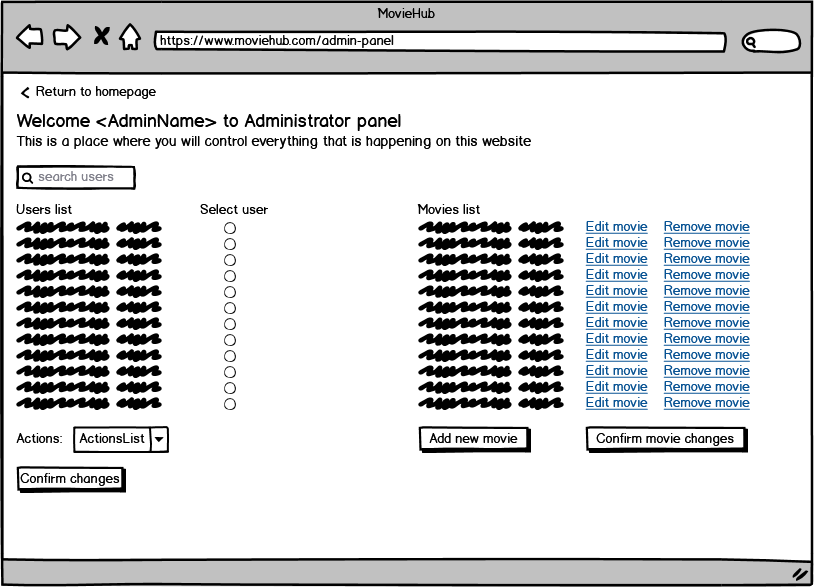 MovieHub
https://www.moviehub.com/admin-panel
Return to homepage
Welcome <AdminName> to Administrator panel
This is a place where you will control everything that is happening on this website
search users
Users list Select user Movies list
Edit movie Remove movie
Edit movie Remove movie
Edit movie Remove movie
Edit movie Remove movie
Edit movie Remove movie
Edit movie Remove movie
Edit movie Remove movie
Edit movie Remove movie
Edit movie Remove movie
Edit movie Remove movie
Edit movie Remove movie
Edit movie Remove movie
Actions: ActionsList Add new movie Confirm movie changes
Confirm changes